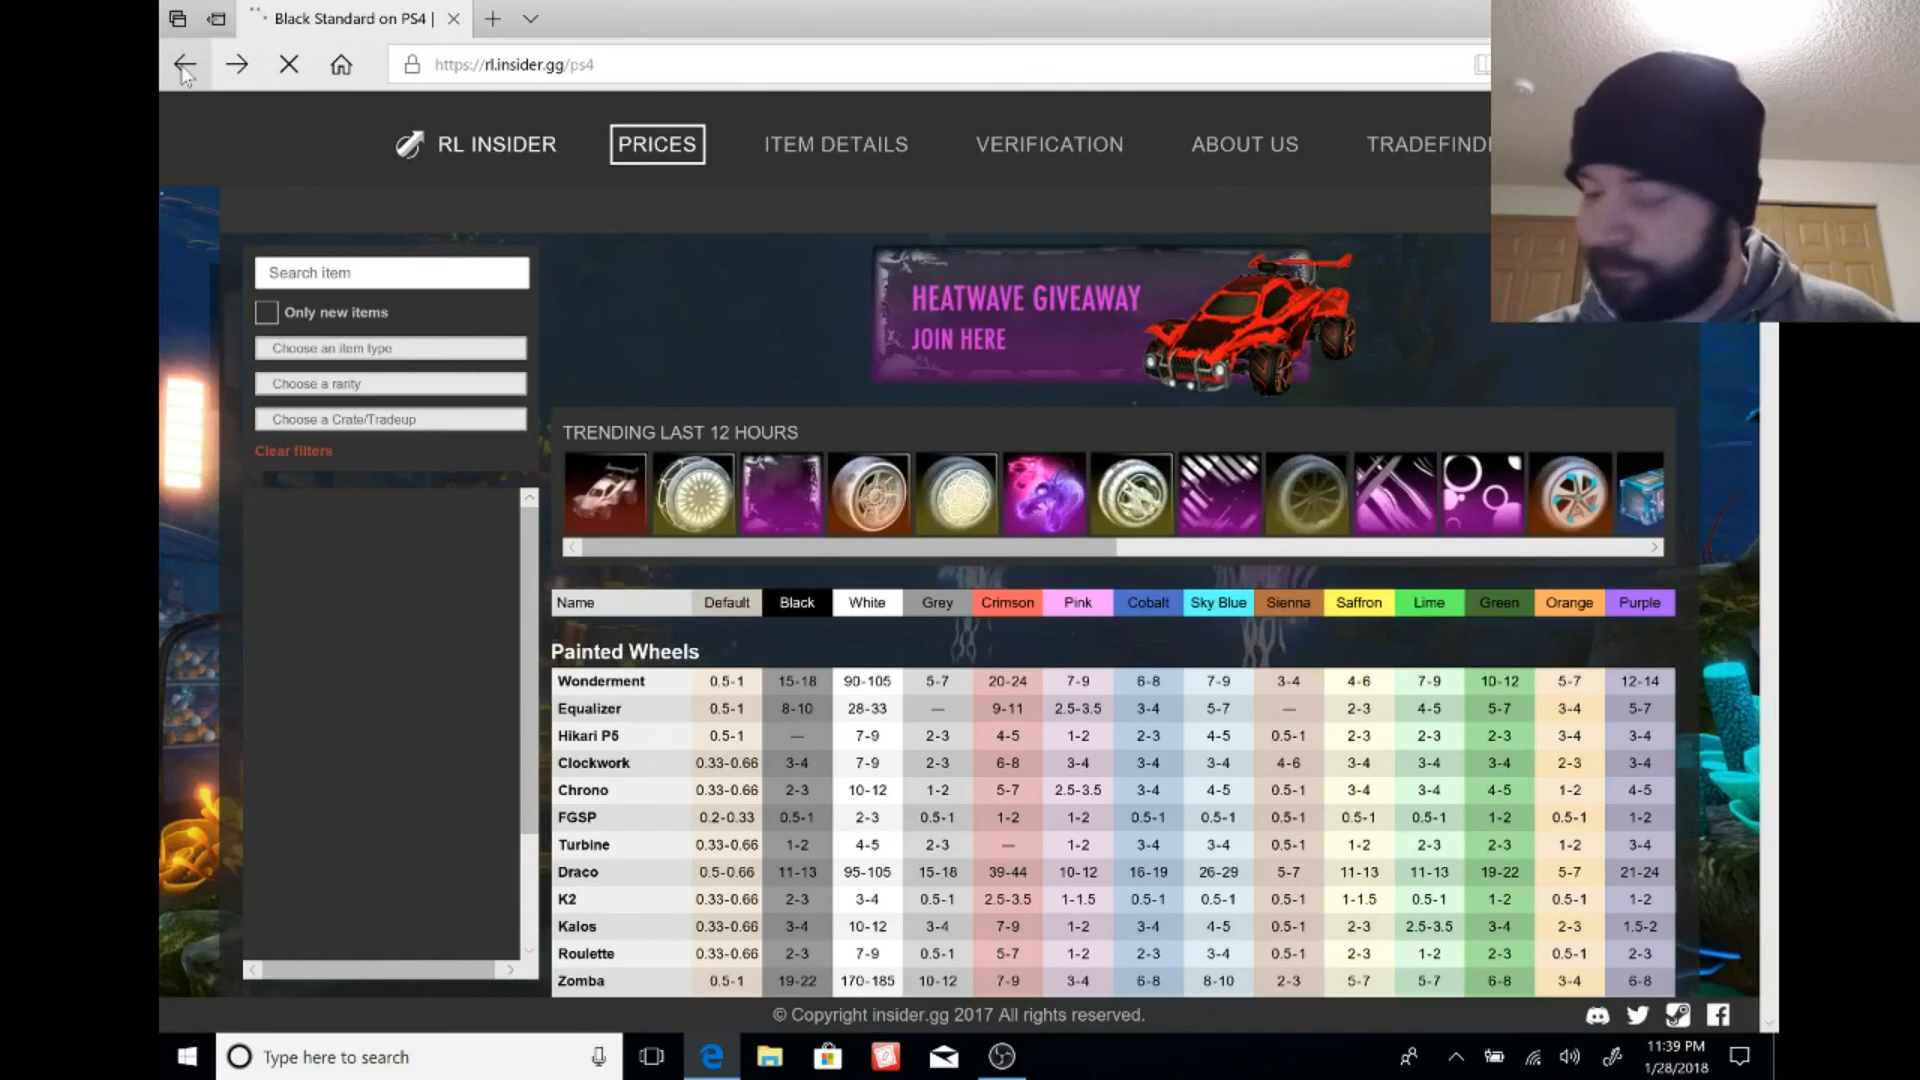 Black Standard on PS4 |
https://rl.insider.gg/ps4
RL INSIDER PRICES ITEM DETAILS VERIFICATION ABOUT US
Search item
Only new items
Choose an item type
Choose a rarity
Choose a Crate/Tradeup
Clear filters
HEATWAVE GIVEAWAY
JOIN HERE
TRENDING LAST 12 HOURS
Name Default Black White Grey Crimson Pink Cobalt Sky Blue Sienna Saffron Lime Green Orange Purple
Painted Wheels
Wonderment 0.5-1 15-18 90-105 5-7 20-24 7-9 6-8 7-9 3-4 4-6 7-9 10-12 5-7 12-14
Equalizer 0.5-1 8-10 28-33 — 9-11 2.5-3.5 3-4 5-7 — 2-3 4-5 5-7 3-4 5-7
Hikari P5 0.5-1 — 7-9 2-3 4-5 1-2 2-3 4-5 0.5-1 2-3 2-3 2-3 3-4 3-4
Clockwork 0.33-0.66 3-4 7-9 2-3 6-8 3-4 3-4 3-4 4-6 3-4 3-4 3-4 2-3 3-4
Chrono 0.33-0.66 2-3 10-12 1-2 5-7 2.5-3.5 3-4 4-5 0.5-1 3-4 3-4 4-5 1-2 4-5
FGSP 0.2-0.33 0.5-1 2-3 0.5-1 1-2 1-2 0.5-1 0.5-1 0.5-1 0.5-1 0.5-1 1-2 0.5-1 1-2
Turbine 0.33-0.66 1-2 4-5 2-3 — 1-2 3-4 3-4 0.5-1 1-2 2-3 2-3 1-2 3-4
Draco 0.5-0.66 11-13 95-105 15-18 39-44 10-12 16-19 26-29 5-7 11-13 11-13 19-22 5-7 21-24
K2 0.33-0.66 2-3 3-4 0.5-1 2.5-3.5 1-1.5 0.5-1 0.5-1 0.5-1 1-1.5 0.5-1 1-2 0.5-1 1-2
Kalos 0.33-0.66 3-4 10-12 3-4 7-9 1-2 3-4 4-5 0.5-1 2-3 2.5-3.5 3-4 2-3 1.5-2
Roulette 0.33-0.66 2-3 7-9 0.5-1 5-7 1-2 2-3 3-4 0.5-1 2-3 1-2 2-3 0.5-1 2-3
Zomba 0.5-1 19-22 170-185 10-12 7-9 3-4 6-8 8-10 2-3 5-7 5-7 6-8 3-4 6-8
© Copyright insider.gg 2017 All rights reserved.
Type here to search
11:39 PM
1/28/2018